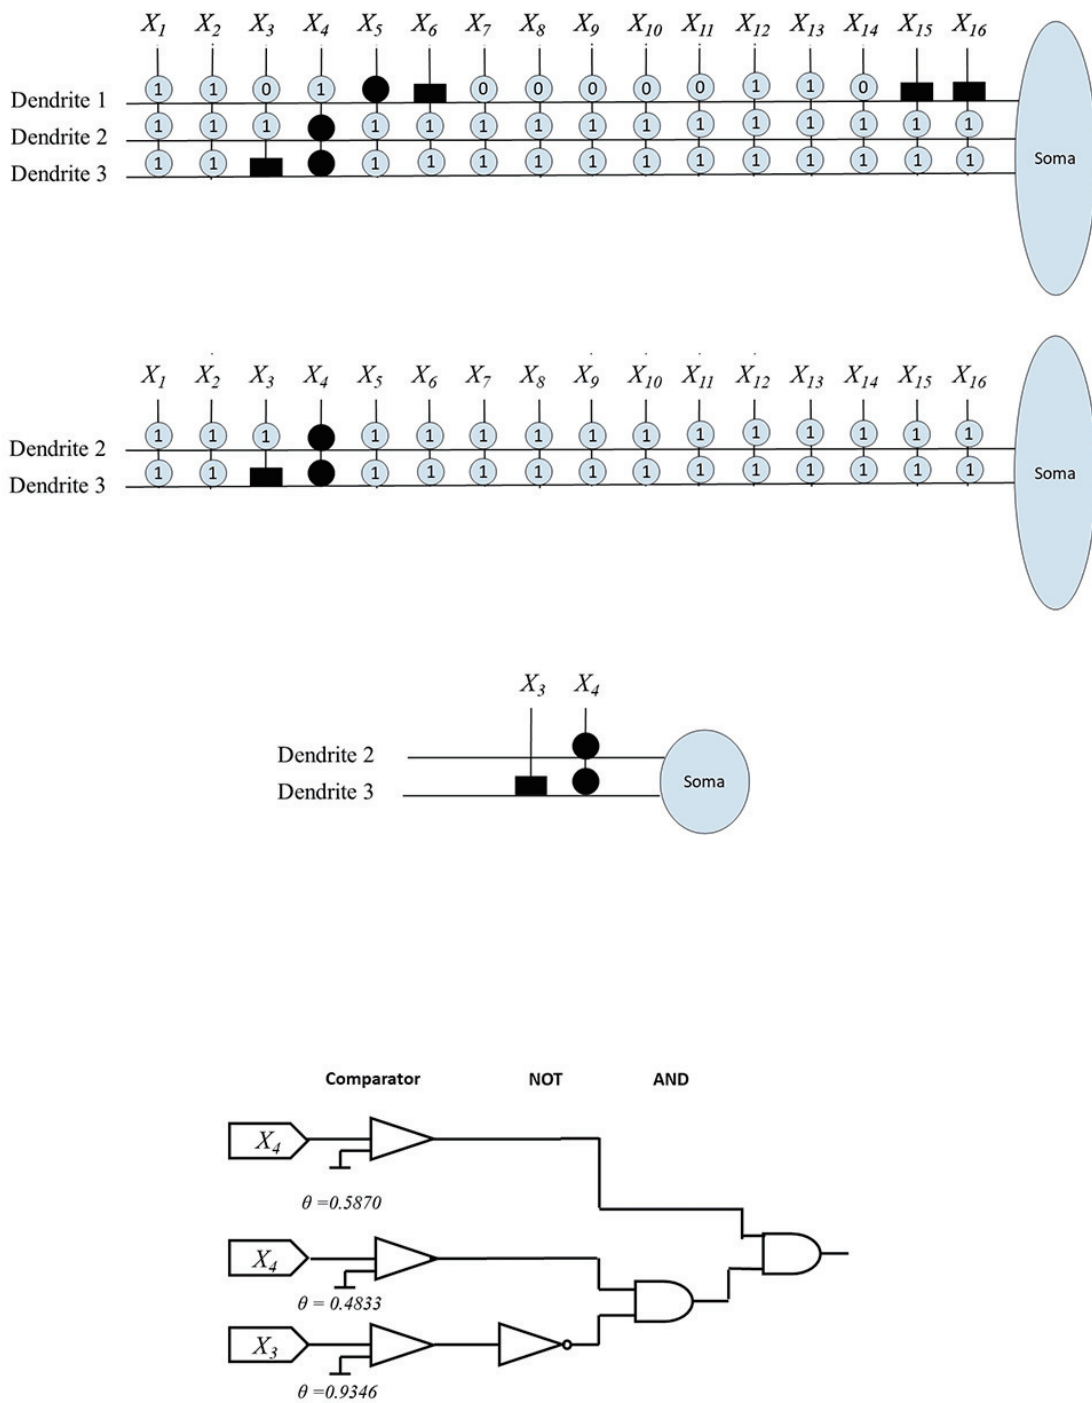 X1 X2 X3 X4 X5 X6 X7 X8 X9 X10 X11 X12 X13 X14 X15 X16
Dendrite 1 1 1 0 1 0 0 0 0 0 1 1 0
Dendrite 2 1 1 1 1 1 1 1 1 1 1 1 1 1 1 1
Dendrite 3 1 1 1 1 1 1 1 1 1 1 1 1 1 1
Soma
X1 X2 X3 X4 X5 X6 X7 X8 X9 X10 X11 X12 X13 X14 X15 X16
Dendrite 2 1 1 1 1 1 1 1 1 1 1 1 1 1 1 1
Dendrite 3 1 1 1 1 1 1 1 1 1 1 1 1 1 1
Soma
X3 X4
Dendrite 2
Dendrite 3
Soma
Comparator NOT AND
X4
θ =0.5870
X4
θ = 0.4833
X3
θ =0.9346